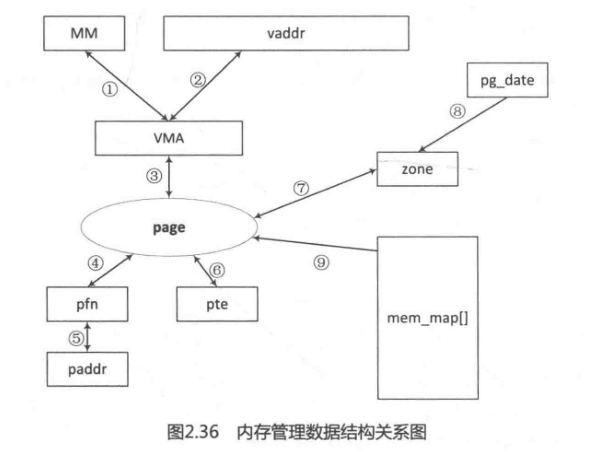 MM
vaddr
pg_date
①
②
⑧
VMA
zone
③
⑦
page
④
⑥
⑨
pfn
pte
mem_map[]
⑤
paddr
图2.36 内存管理数据结构关系图